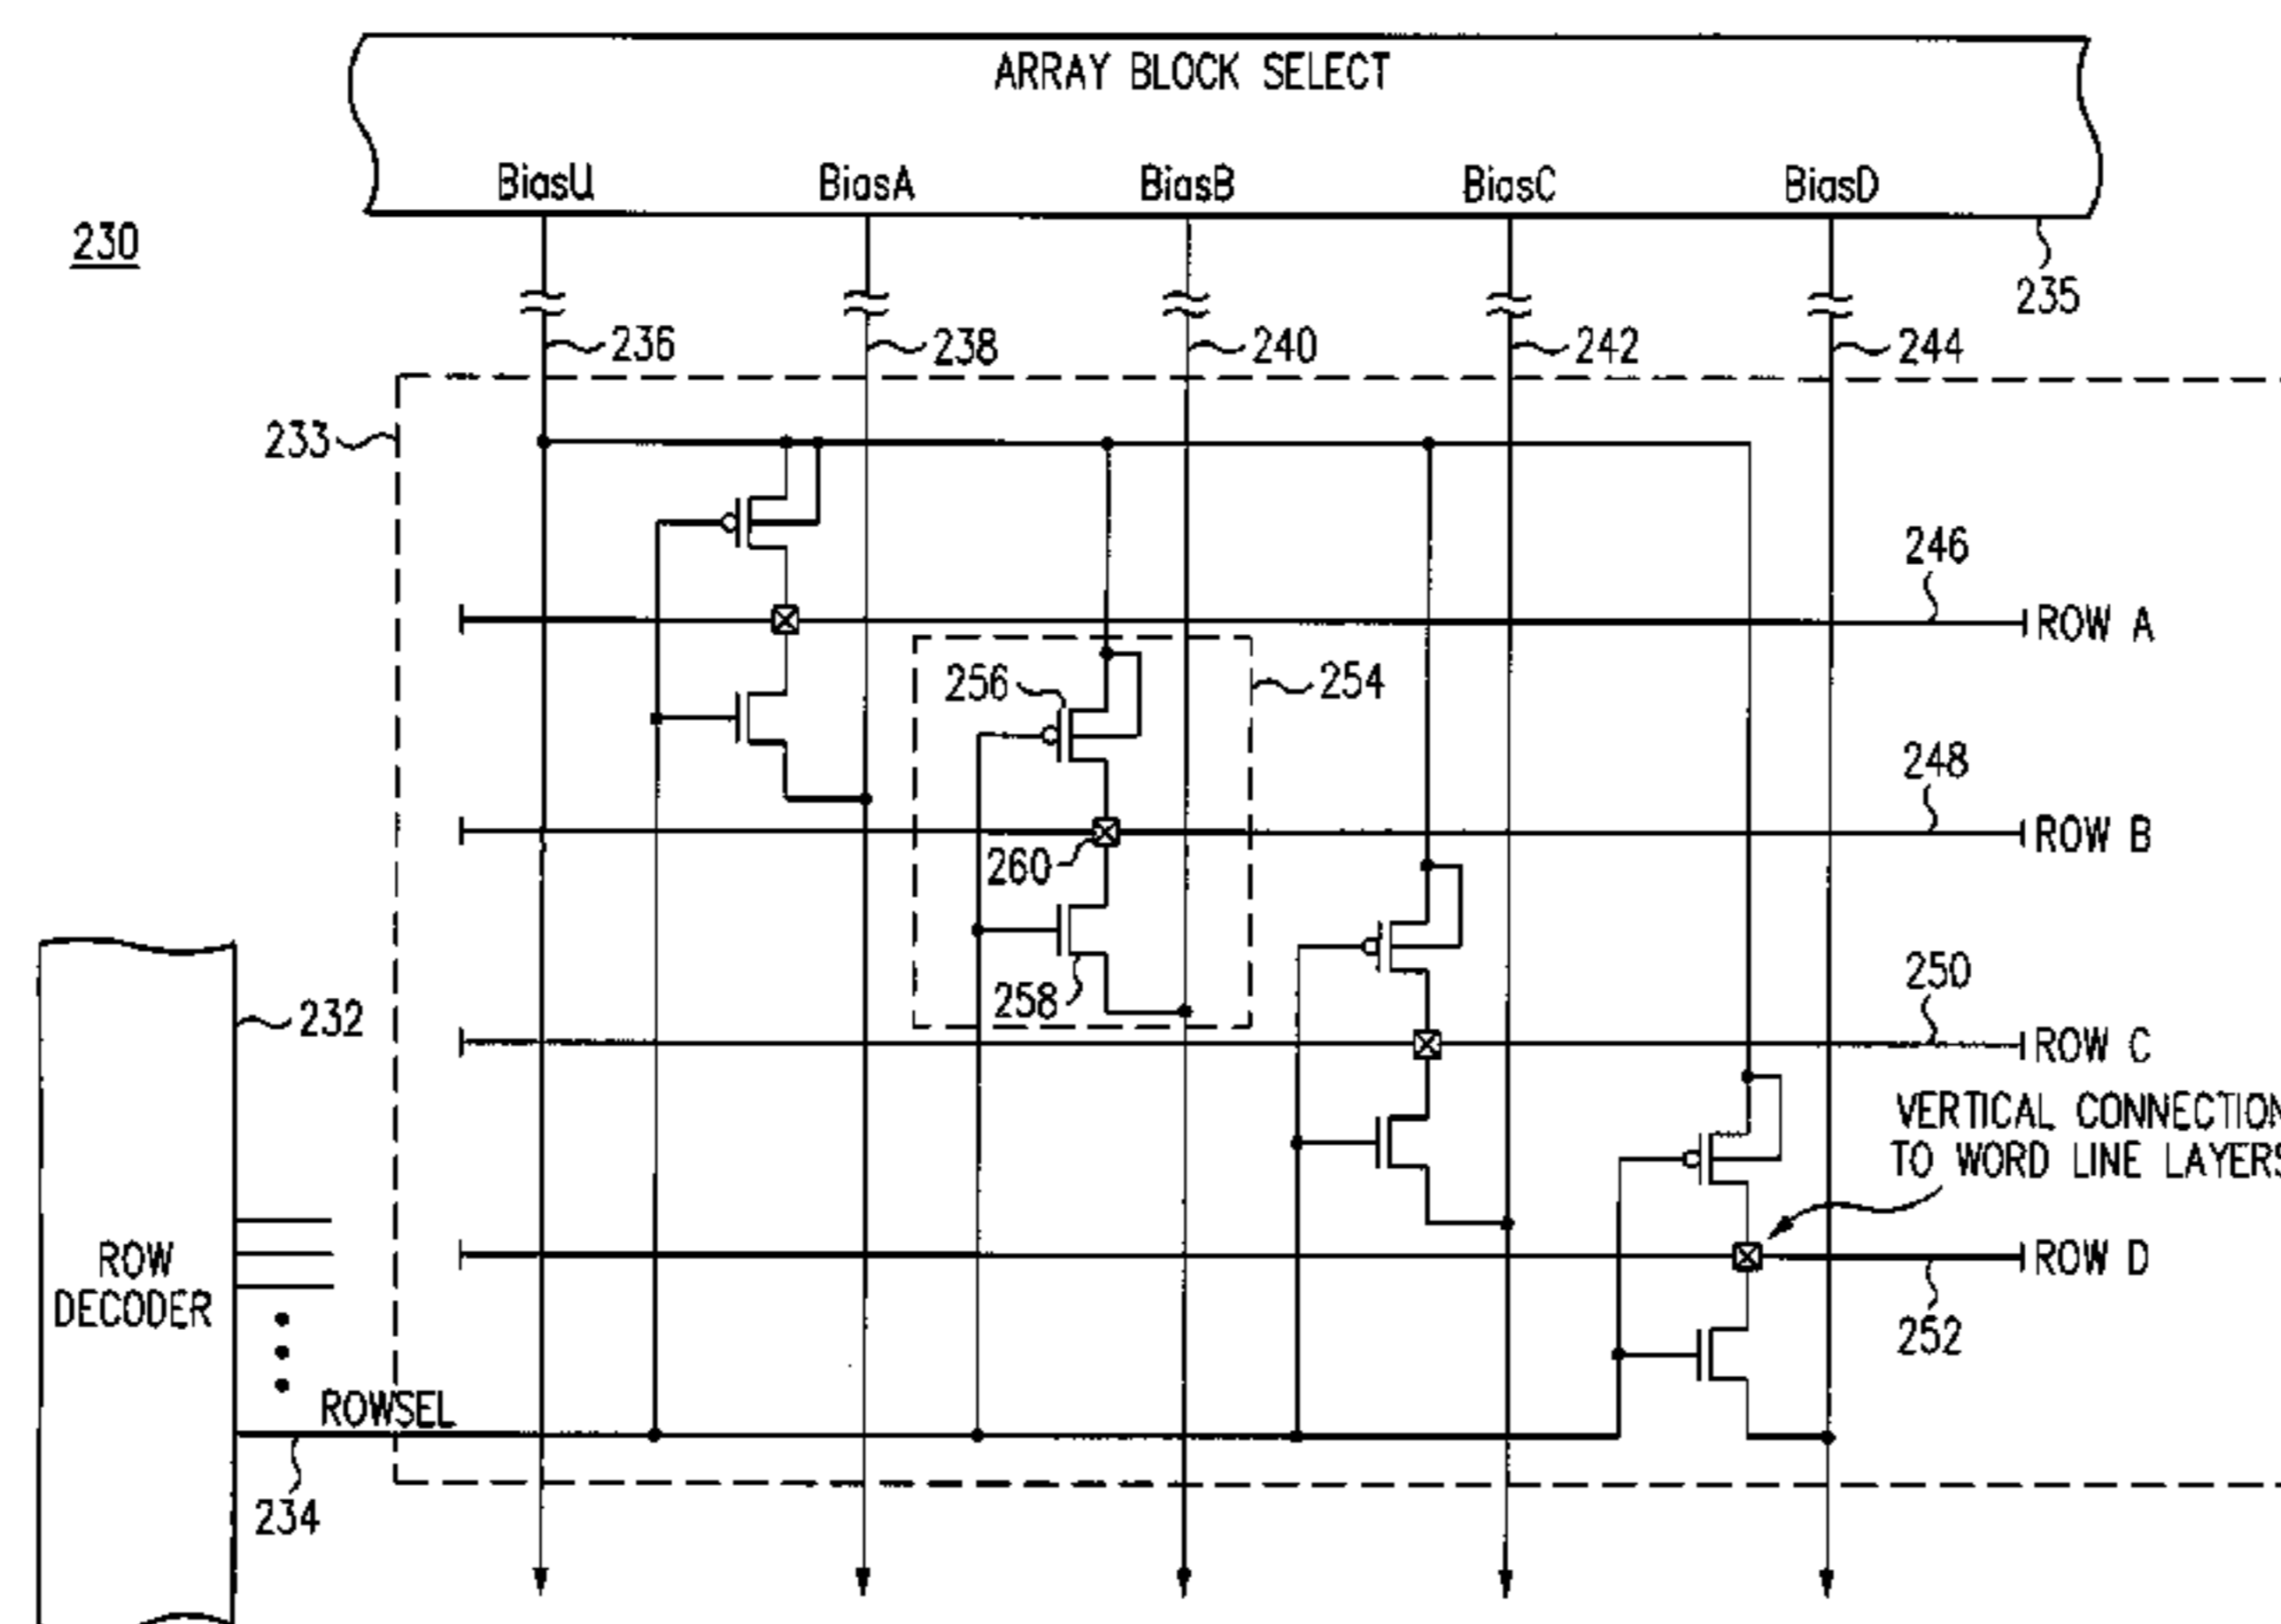 ARRAY BLOCK SELECT
BiasU BiasA BiasB BiasC BiasD
230
235
236 238 240 242 244
233
246
ROW A
256 254
248
ROW B
260
250
258
232
ROW C
VERTICAL CONNECTION
TO WORD LINE LAYERS
ROW
DECODER
ROW D
252
ROWSEL
234